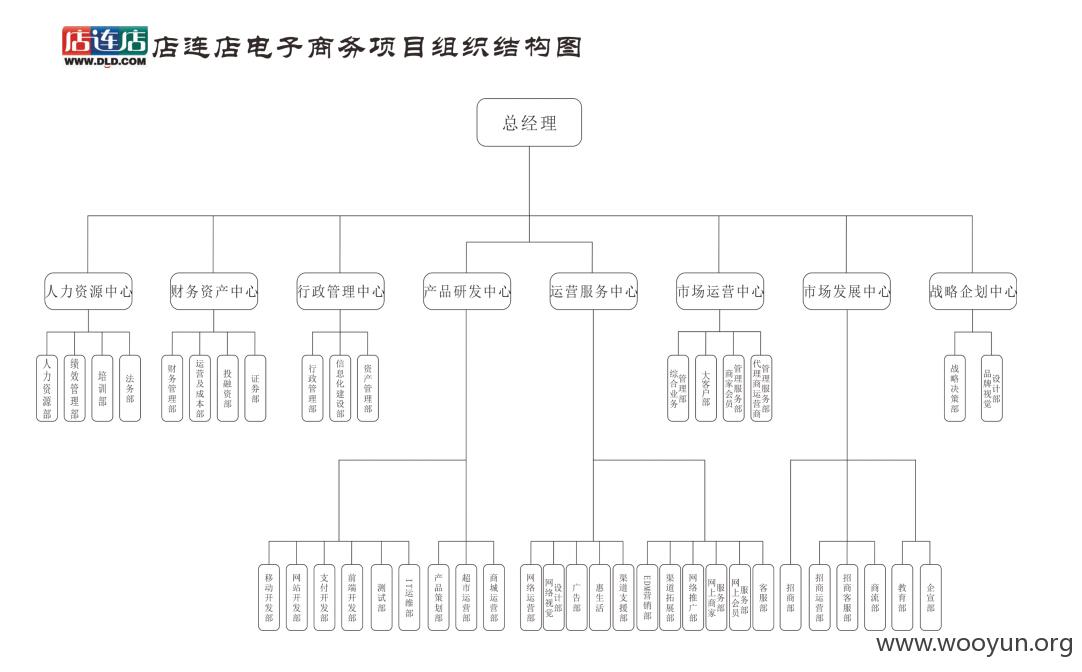 店连店
WWW.DLD.COM
店连店电子商务项目组织结构图
总经理
人力资源中心
财务资产中心
行政管理中心
产品研发中心
运营服务中心
市场运营中心
市场发展中心
战略企划中心
人力资源部
绩效管理部
培训部
法务部
财务管理部
运营及成本部
投融资部
证券部
行政管理部
信息化建设部
资产管理部
综合业务管理部
大客户部
商家会员管理服务部
代理商运营商管理服务部
战略决策部
品牌视觉设计部
移动开发部
网站开发部
支付开发部
前端开发部
测试部
IT运维部
产品策划部
超市运营部
商城运营部
网络运营部
网络视觉设计部
广告部
惠生活
渠道支援部
EDM营销部
渠道拓展部
网络推广部
网上商家服务部
网上会员服务部
客服部
招商部
招商运营部
招商客服部
商流部
教育部
企宣部
www.wooyun.org